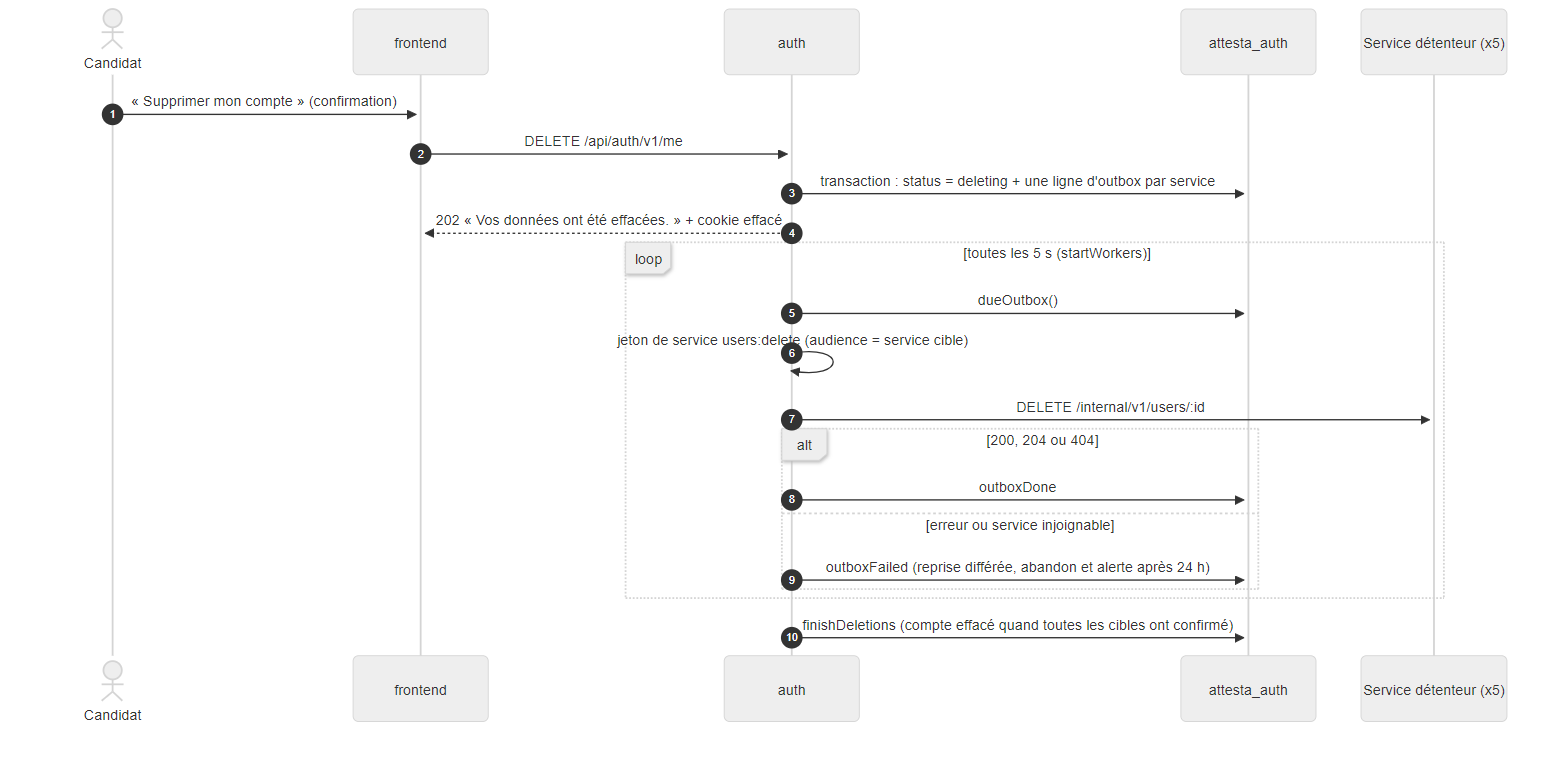 Candidat
frontend
auth
attesta_auth
Service détenteur (x5)
« Supprimer mon compte » (confirmation)
1
DELETE /api/auth/v1/me
2
transaction : status = deleting + une ligne d'outbox par service
3
202 « Vos données ont été effacées. » + cookie effacé
4
loop
[toutes les 5 s (startWorkers)]
dueOutbox()
5
jeton de service users:delete (audience = service cible)
6
DELETE /internal/v1/users/:id
7
alt
[200, 204 ou 404]
outboxDone
8
[erreur ou service injoignable]
outboxFailed (reprise différée, abandon et alerte après 24 h)
9
finishDeletions (compte effacé quand toutes les cibles ont confirmé)
10
Candidat
frontend
auth
attesta_auth
Service détenteur (x5)